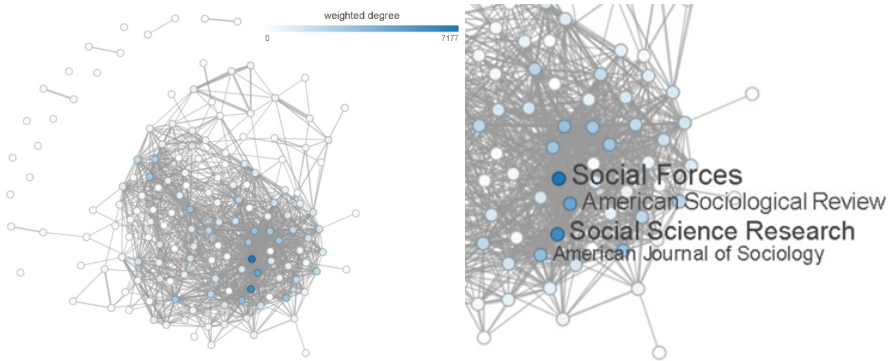 weighted degree
0 7177
Social Forces
American Sociological Review
Social Science Research
American Journal of Sociology